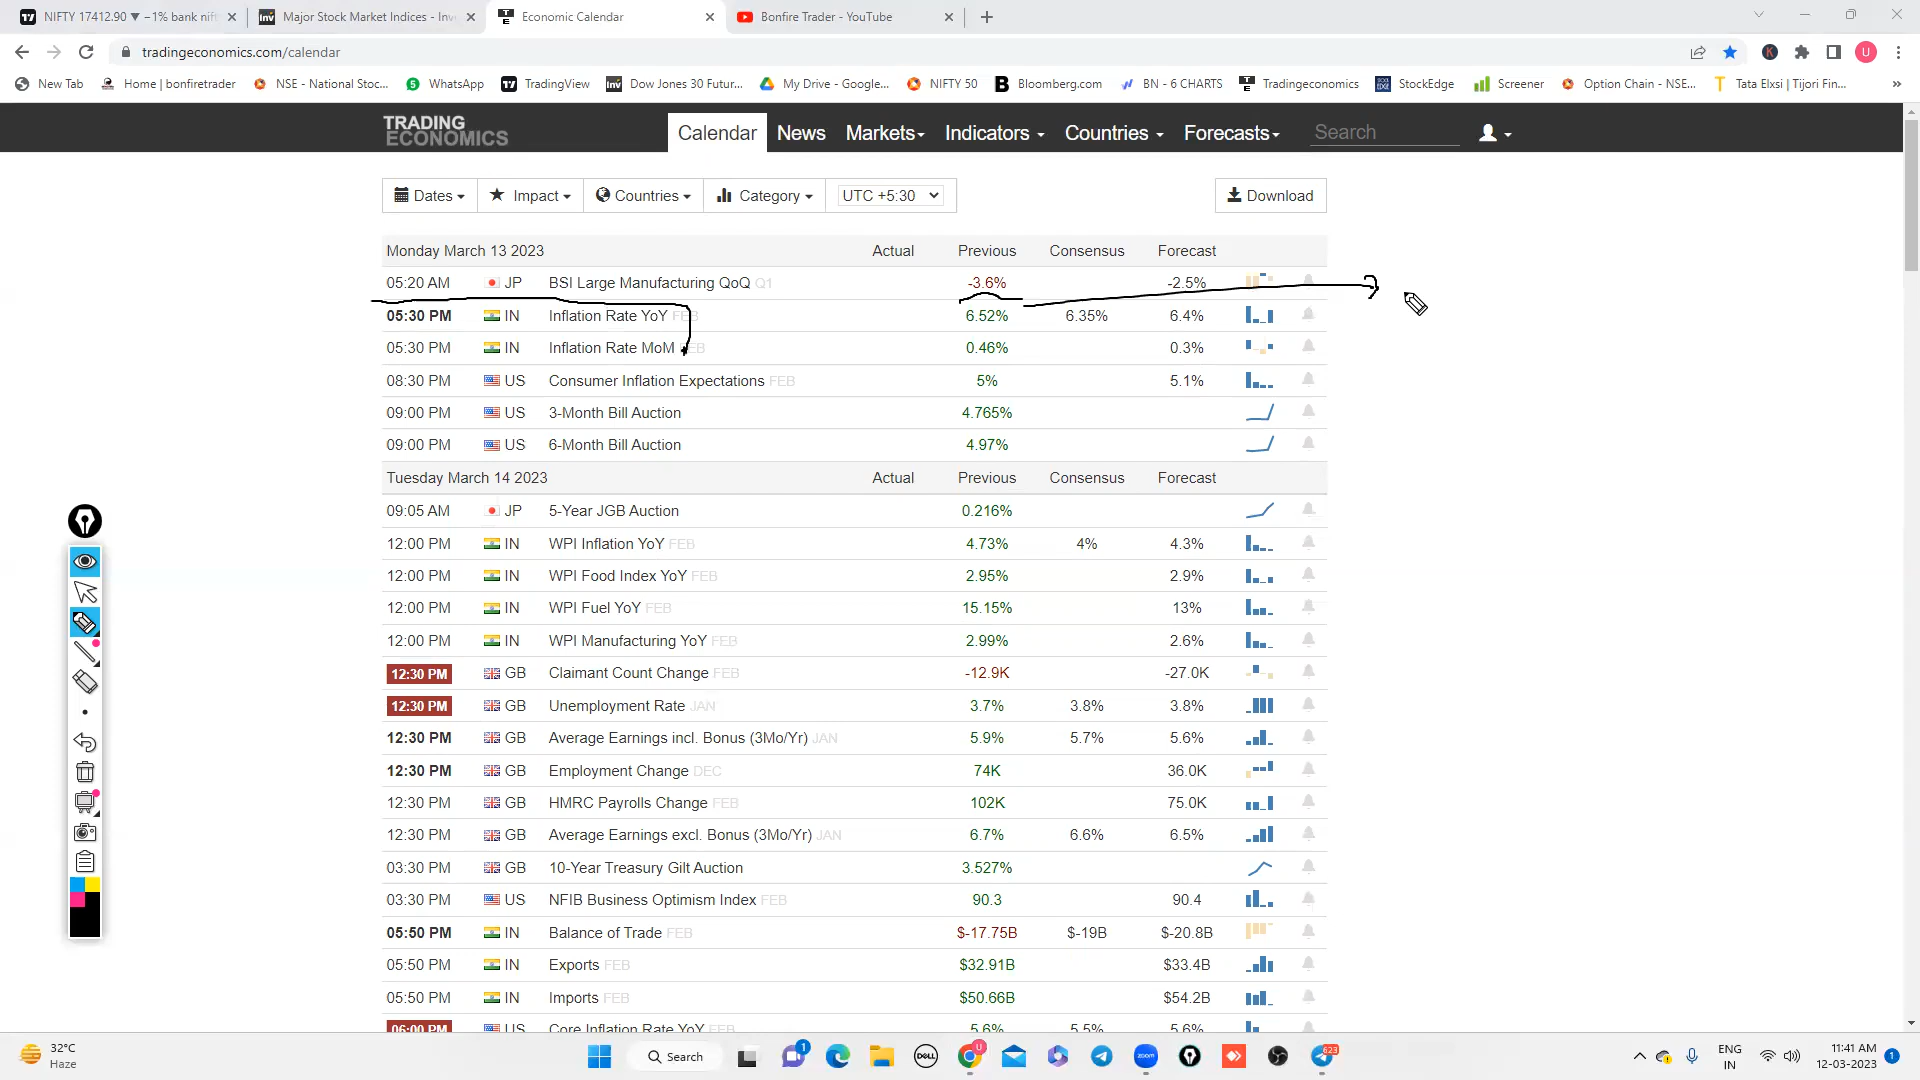 NIFTY 17412.90 ▼ −1% bank nift
Major Stock Market Indices - Inve
Economic Calendar
Bonfire Trader - YouTube
tradingeconomics.com/calendar
New Tab
Home | bonfiretrader
NSE - National Stoc...
WhatsApp
TradingView
Dow Jones 30 Futur...
My Drive - Google...
NIFTY 50
Bloomberg.com
BN - 6 CHARTS
Tradingeconomics
StockEdge
Screener
Option Chain - NSE...
Tata Elxsi | Tijori Fin...
»
TRADING
ECONOMICS
Calendar News Markets Indicators Countries Forecasts Search
Dates Impact Countries Category UTC +5:30 Download
Monday March 13 2023 Actual Previous Consensus Forecast
05:20 AM JP BSI Large Manufacturing QoQ Q1 -3.6% -2.5%
05:30 PM IN Inflation Rate YoY FEB 6.52% 6.35% 6.4%
05:30 PM IN Inflation Rate MoM FEB 0.46% 0.3%
08:30 PM US Consumer Inflation Expectations FEB 5% 5.1%
09:00 PM US 3-Month Bill Auction 4.765%
09:00 PM US 6-Month Bill Auction 4.97%
Tuesday March 14 2023 Actual Previous Consensus Forecast
09:05 AM JP 5-Year JGB Auction 0.216%
12:00 PM IN WPI Inflation YoY FEB 4.73% 4% 4.3%
12:00 PM IN WPI Food Index YoY FEB 2.95% 2.9%
12:00 PM IN WPI Fuel YoY FEB 15.15% 13%
12:00 PM IN WPI Manufacturing YoY FEB 2.99% 2.6%
12:30 PM GB Claimant Count Change FEB -12.9K -27.0K
12:30 PM GB Unemployment Rate JAN 3.7% 3.8% 3.8%
12:30 PM GB Average Earnings incl. Bonus (3Mo/Yr) JAN 5.9% 5.7% 5.6%
12:30 PM GB Employment Change DEC 74K 36.0K
12:30 PM GB HMRC Payrolls Change FEB 102K 75.0K
12:30 PM GB Average Earnings excl. Bonus (3Mo/Yr) JAN 6.7% 6.6% 6.5%
03:30 PM GB 10-Year Treasury Gilt Auction 3.527%
03:30 PM US NFIB Business Optimism Index FEB 90.3 90.4
05:50 PM IN Balance of Trade FEB $-17.75B $-19B $-20.8B
05:50 PM IN Exports FEB $32.91B $33.4B
05:50 PM IN Imports FEB $50.66B $54.2B
06:00 PM US Core Inflation Rate YoY FEB 5.6% 5.5% 5.6%
32°C
Haze
Search
DELL
zoom
623
ENG
IN
11:41 AM
12-03-2023